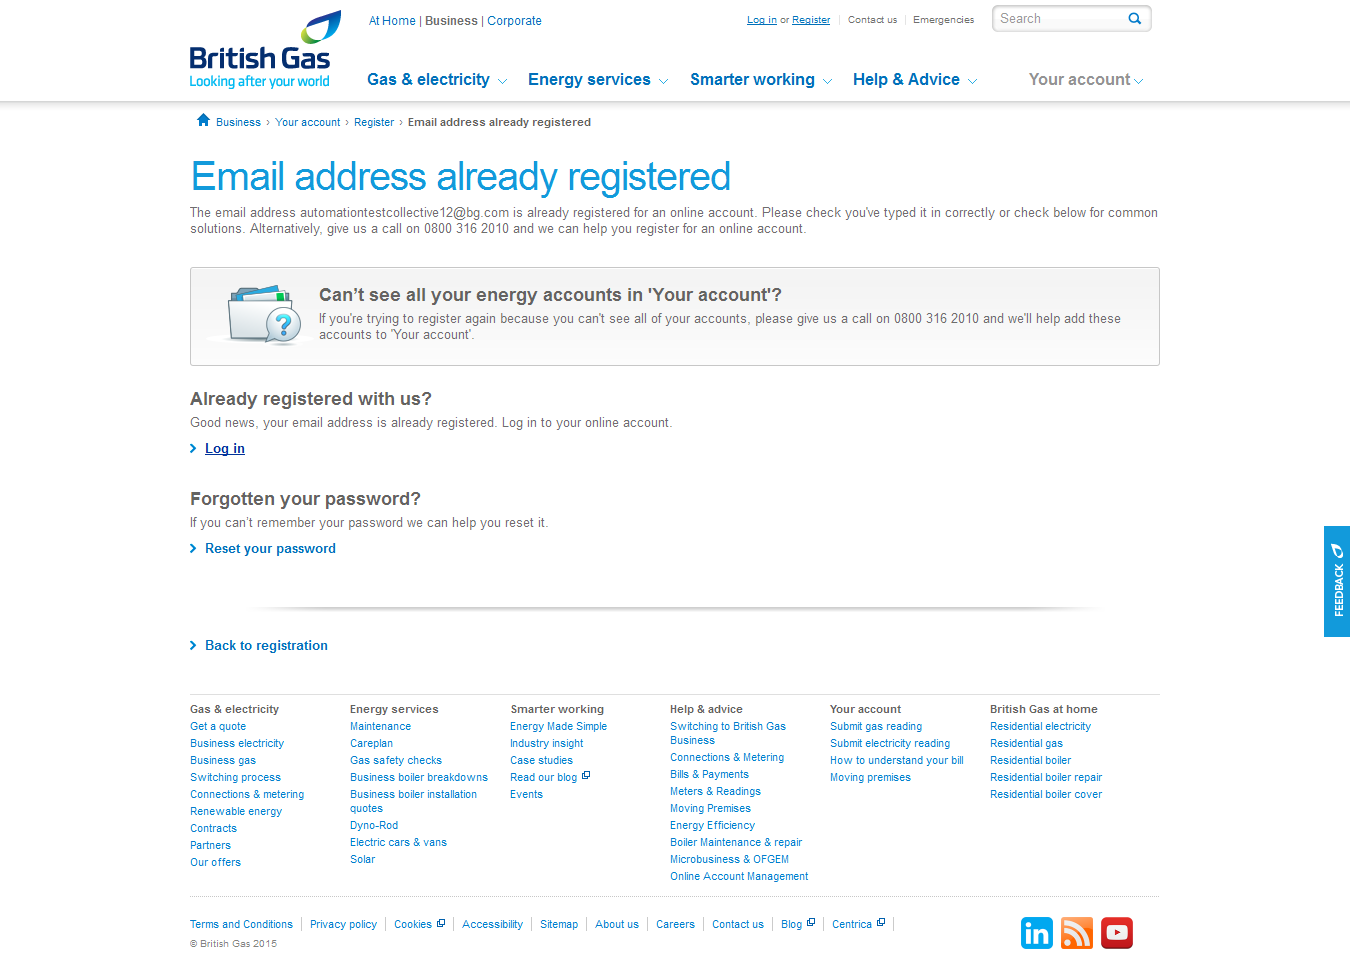 At Home | Business | Corporate
Log in or Register
Contact us
Emergencies
Search
British Gas
Looking after your world
Gas & electricity
Energy services
Smarter working
Help & Advice
Your account
Business › Your account › Register › Email address already registered
Email address already registered
The email address automationtestcollective12@bg.com is already registered for an online account. Please check you've typed it in correctly or check below for common
solutions. Alternatively, give us a call on 0800 316 2010 and we can help you register for an online account.
Can't see all your energy accounts in 'Your account'?
If you're trying to register again because you can't see all of your accounts, please give us a call on 0800 316 2010 and we'll help add these
accounts to 'Your account'.
Already registered with us?
Good news, your email address is already registered. Log in to your online account.
Log in
Forgotten your password?
If you can't remember your password we can help you reset it.
Reset your password
FEEDBACK
Back to registration
Gas & electricity
Get a quote
Business electricity
Business gas
Switching process
Connections & metering
Renewable energy
Contracts
Partners
Our offers
Energy services
Maintenance
Careplan
Gas safety checks
Business boiler breakdowns
Business boiler installation
quotes
Dyno-Rod
Electric cars & vans
Solar
Smarter working
Energy Made Simple
Industry insight
Case studies
Read our blog
Events
Help & advice
Switching to British Gas
Business
Connections & Metering
Bills & Payments
Meters & Readings
Moving Premises
Energy Efficiency
Boiler Maintenance & repair
Microbusiness & OFGEM
Online Account Management
Your account
Submit gas reading
Submit electricity reading
How to understand your bill
Moving premises
British Gas at home
Residential electricity
Residential gas
Residential boiler
Residential boiler repair
Residential boiler cover
Terms and Conditions
Privacy policy
Cookies
Accessibility
Sitemap
About us
Careers
Contact us
Blog
Centrica
© British Gas 2015
in